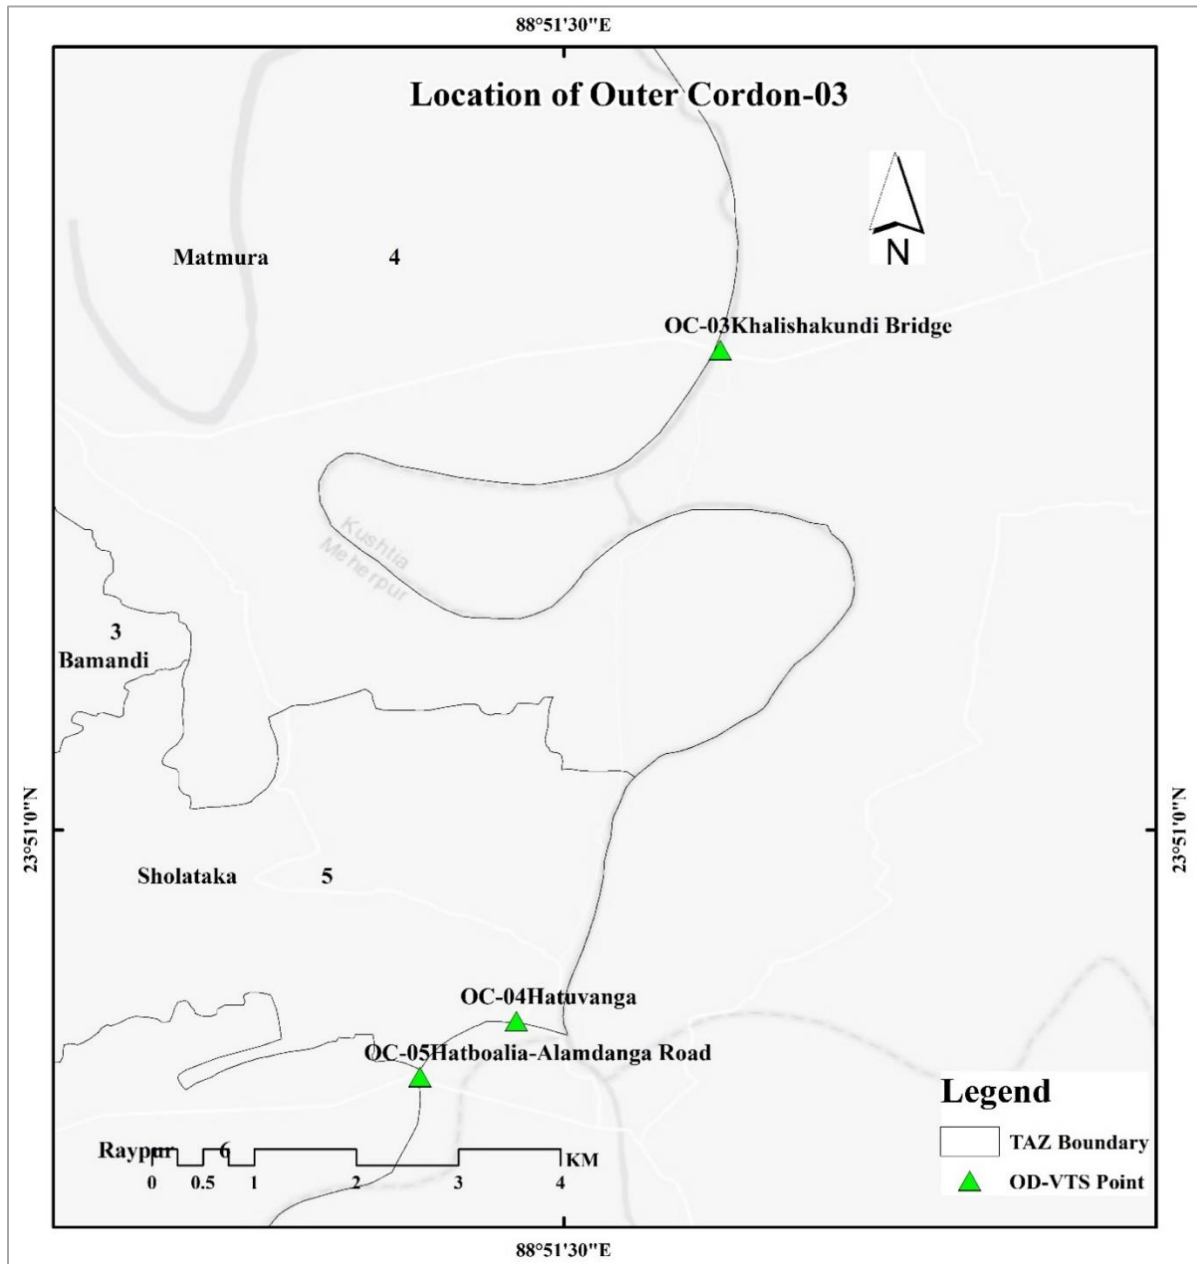 88°51'30"E
Location of Outer Cordon-03
N
Matmura 4
OC-03Khalishakundi Bridge
Kushtia
Meherpur
3
Bamandi
23°51'0"N
23°51'0"N
Sholataka 5
OC-04Hatuvanga
OC-05Hatboalia-Alamdanga Road
Legend
TAZ Boundary
OD-VTS Point
Raypur 6
KM
0 0.5 1 2 3 4
88°51'30"E